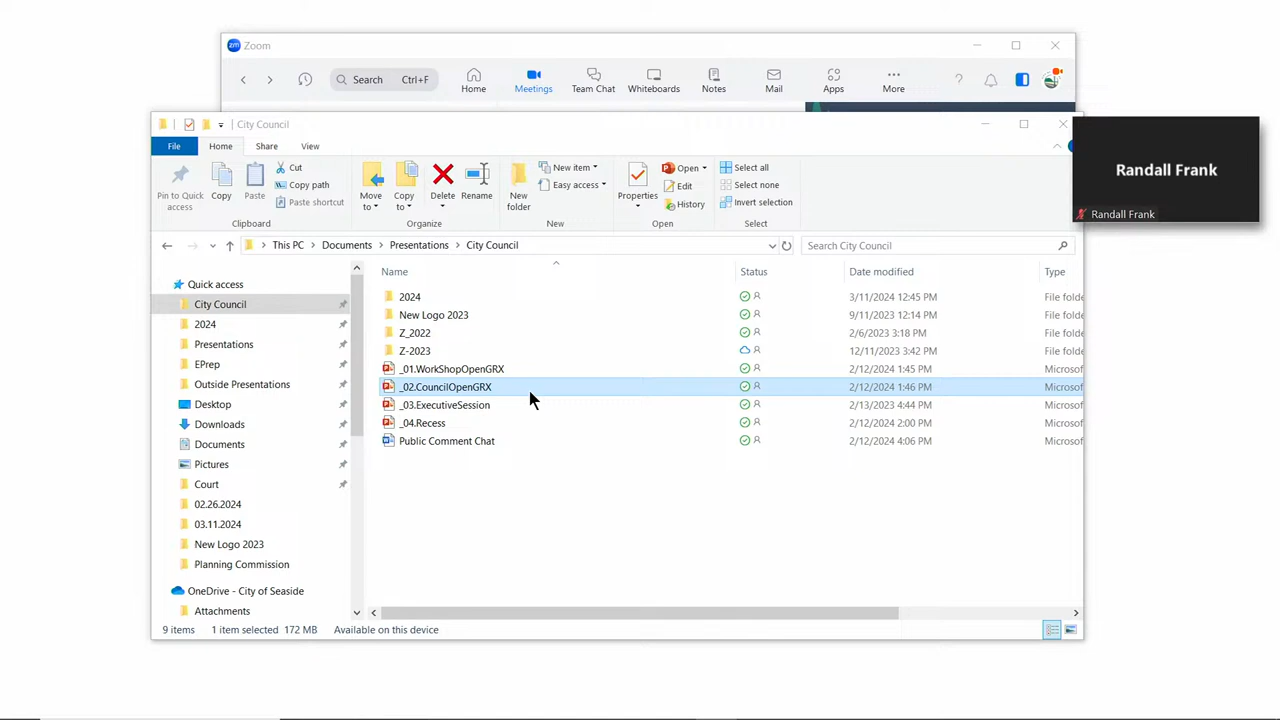 zm Zoom
Search Ctrl+F
Home
Meetings
Team Chat
Whiteboards
Notes
Mail
Apps
More
City Council
File Home Share View
Pin to Quick access
Copy
Paste
Cut
Copy path
Paste shortcut
Clipboard
Move to
Copy to
Delete
Rename
Organize
New folder
New item
Easy access
New
Properties
Open
Edit
History
Open
Select all
Select none
Invert selection
Select
This PC > Documents > Presentations > City Council
Search City Council
Name Status Date modified Type
2024 3/11/2024 12:45 PM File folde
New Logo 2023 9/11/2023 12:14 PM File folde
Z_2022 2/6/2023 3:18 PM File folde
Z-2023 12/11/2023 3:42 PM File folde
_01.WorkShopOpenGRX 2/12/2024 1:45 PM Microsof
_02.CouncilOpenGRX 2/12/2024 1:46 PM Microsof
_03.ExecutiveSession 2/13/2023 4:44 PM Microsof
_04.Recess 2/12/2024 2:00 PM Microsof
Public Comment Chat 2/12/2024 4:06 PM Microsof
Quick access
City Council
2024
Presentations
EPrep
Outside Presentations
Desktop
Downloads
Documents
Pictures
Court
02.26.2024
03.11.2024
New Logo 2023
Planning Commission
OneDrive - City of Seaside
Attachments
9 items 1 item selected 172 MB Available on this device
Randall Frank
Randall Frank